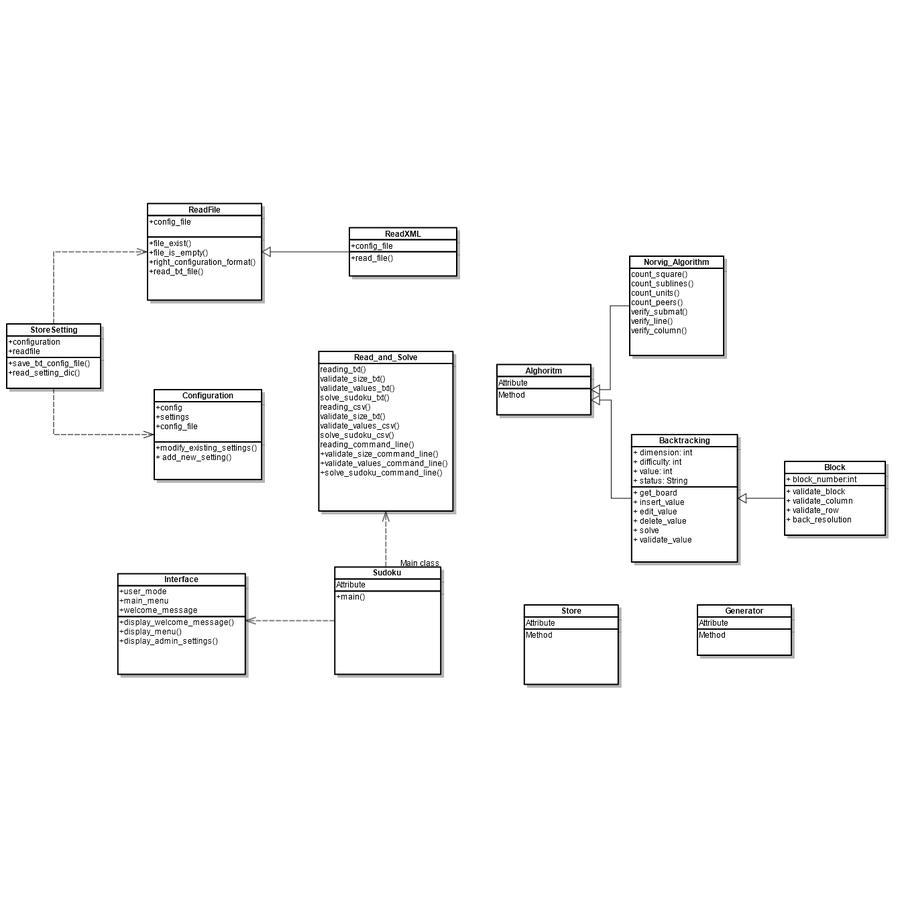 ReadFile
+config_file
+file_exist()
+file_is_empty()
+right_configuration_format()
+read_txt_file()
ReadXML
+config_file
+read_file()
StoreSetting
+configuration
+readfile
+save_txt_config_file()
+read_setting_dic()
Configuration
+config
+settings
+config_file
+modify_existing_settings()
+ add_new_setting()
Read_and_Solve
reading_txt()
validate_size_txt()
validate_values_txt()
solve_sudoku_txt()
reading_csv()
validate_size_txt()
validate_values_csv()
solve_sudoku_csv()
reading_command_line()
+validate_size_command_line()
+validate_values_command_line()
+solve_sudoku_command_line()
Main class
Sudoku
Attribute
+main()
Interface
+user_mode
+main_menu
+welcome_message
+display_welcome_message()
+display_menu()
+display_admin_settings()
Norvig_Algorithm
count_square()
count_sublines()
count_units()
count_peers()
verify_submat()
verify_line()
verify_column()
Alghoritm
Attribute
Method
Backtracking
+ dimension: int
+ difficulty: int
+ value: int
+ status: String
+ get_board
+ insert_value
+ edit_value
+ delete_value
+ solve
+ validate_value
Block
+ block_number:int
+ validate_block
+ validate_column
+ validate_row
+ back_resolution
Store
Attribute
Method
Generator
Attribute
Method